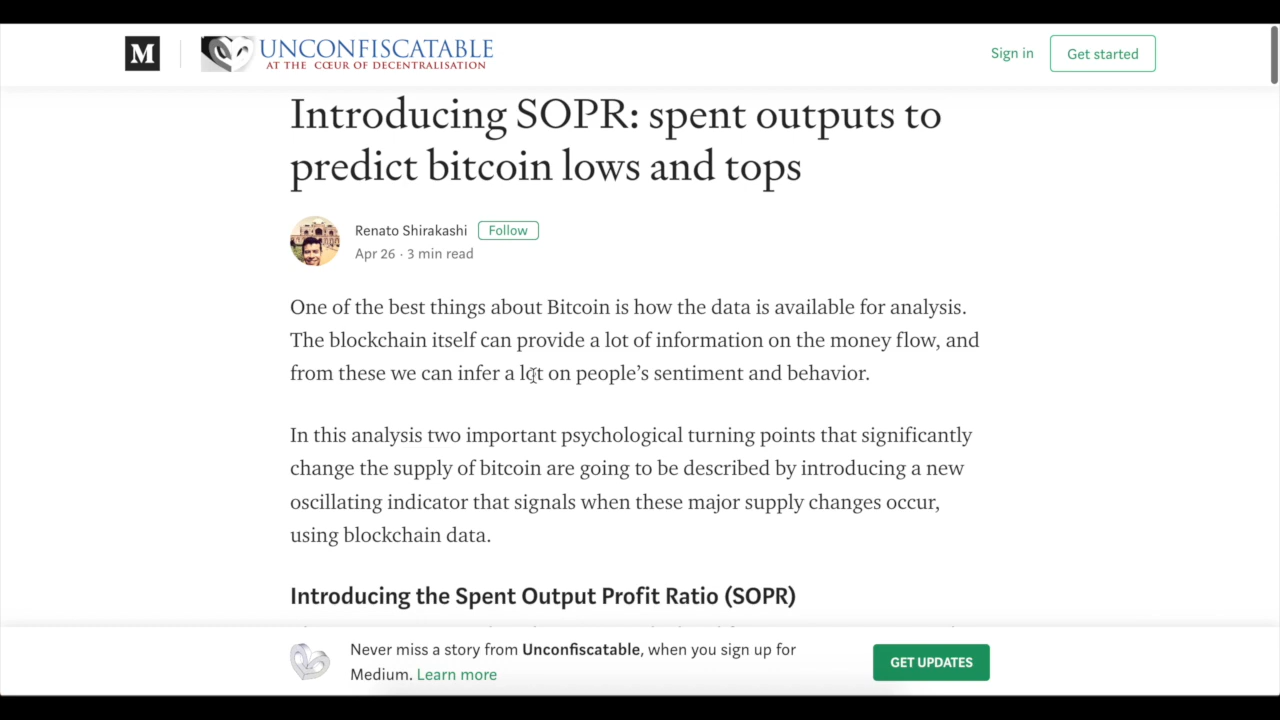 M
UNCONFISCATABLE
AT THE CŒUR OF DECENTRALISATION
Sign in
Get started
Introducing SOPR: spent outputs to
predict bitcoin lows and tops
Renato Shirakashi Follow
Apr 26 · 3 min read
One of the best things about Bitcoin is how the data is available for analysis.
The blockchain itself can provide a lot of information on the money flow, and
from these we can infer a lot on people’s sentiment and behavior.
In this analysis two important psychological turning points that significantly
change the supply of bitcoin are going to be described by introducing a new
oscillating indicator that signals when these major supply changes occur,
using blockchain data.
Introducing the Spent Output Profit Ratio (SOPR)
Never miss a story from Unconfiscatable, when you sign up for
Medium. Learn more
GET UPDATES